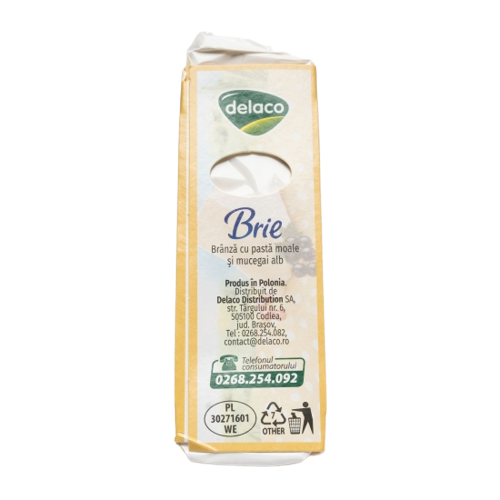 delaco
Brie
Brânză cu pastă moale
și mucegai alb
Produs în Polonia.
Distribuit de
Delaco Distribution SA,
str. Târgului nr. 6,
505100 Codlea,
jud. Brașov,
Tel : 0268.254.082,
contact@delaco.ro
Telefonul
consumatorului
0268.254.092
PL
30271601
WE
7
OTHER